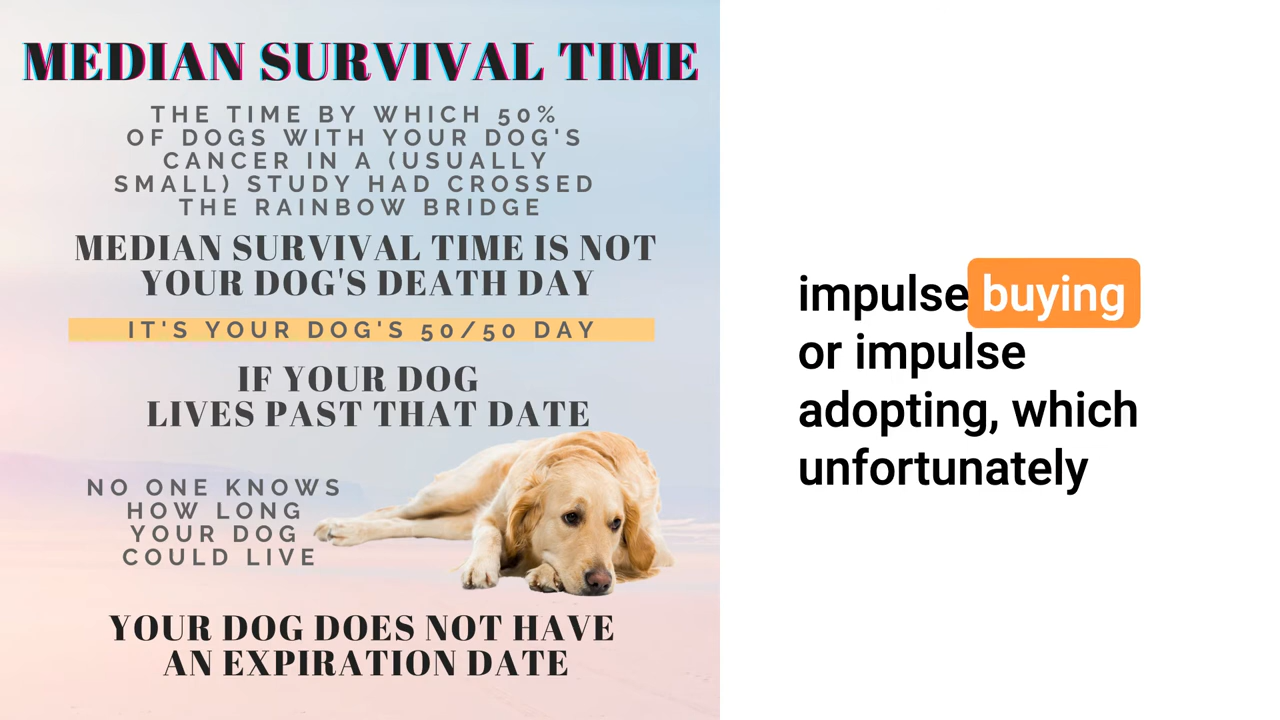 MEDIAN SURVIVAL TIME
THE TIME BY WHICH 50%
OF DOGS WITH YOUR DOG'S
CANCER IN A (USUALLY
SMALL) STUDY HAD CROSSED
THE RAINBOW BRIDGE
MEDIAN SURVIVAL TIME IS NOT
YOUR DOG'S DEATH DAY
IT'S YOUR DOG'S 50/50 DAY
IF YOUR DOG
LIVES PAST THAT DATE
NO ONE KNOWS
HOW LONG
YOUR DOG
COULD LIVE
YOUR DOG DOES NOT HAVE
AN EXPIRATION DATE
impulse buying
or impulse
adopting, which
unfortunately